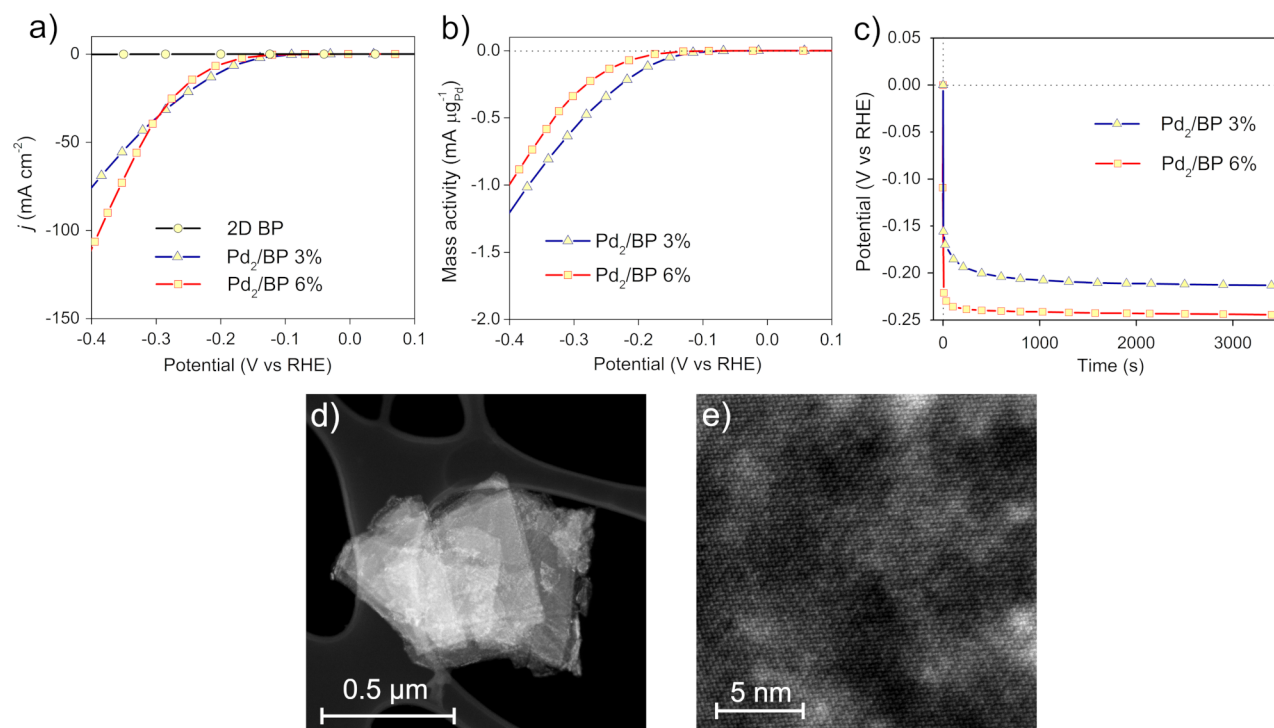 a)
0
-50
-100
-150
-0.4
-0.3
-0.2
-0.1
0.0
0.1
j (mA cm⁻²)
Potential (V vs RHE)
2D BP
Pd₂/BP 3%
Pd₂/BP 6%
b)
0.0
-0.5
-1.0
-1.5
-2.0
-0.4
-0.3
-0.2
-0.1
0.0
0.1
Mass activity (mA μg⁻¹Pd)
Potential (V vs RHE)
Pd₂/BP 3%
Pd₂/BP 6%
c)
0.05
0.00
-0.05
-0.10
-0.15
-0.20
-0.25
0
1000
2000
3000
Potential (V vs RHE)
Time (s)
Pd₂/BP 3%
Pd₂/BP 6%
d)
0.5 μm
e)
5 nm